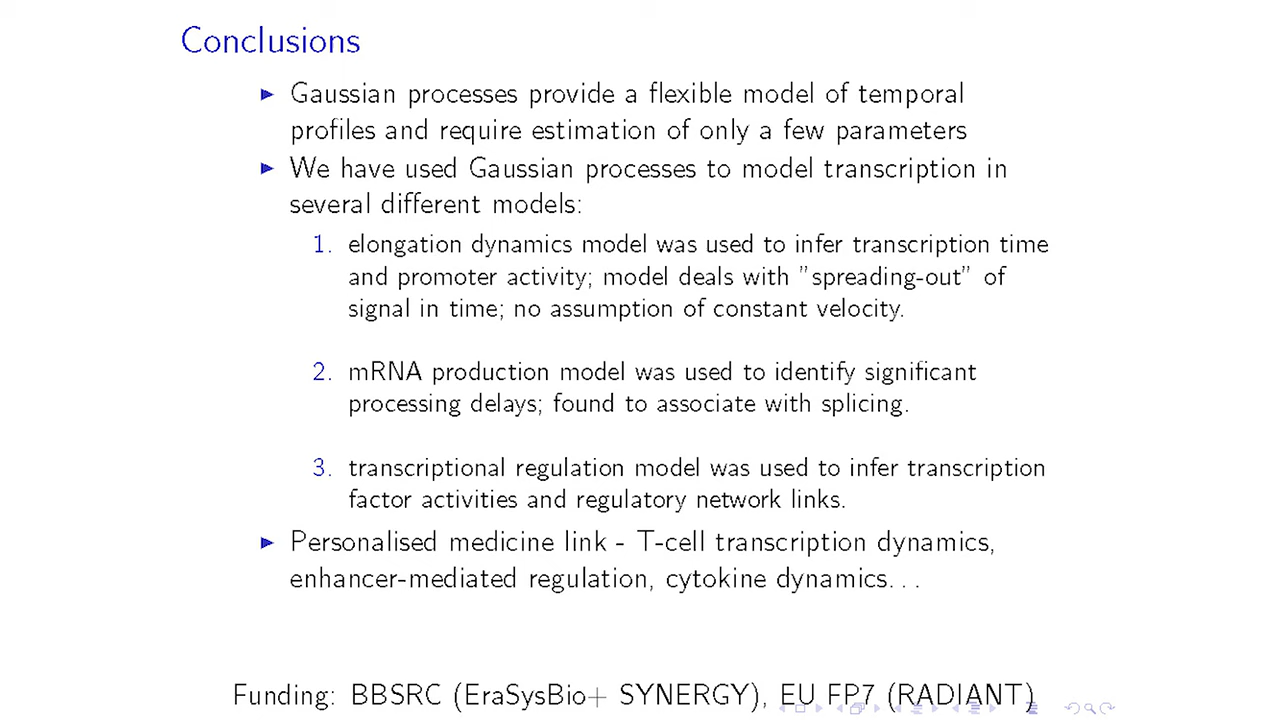 Conclusions
▶ Gaussian processes provide a flexible model of temporal
profiles and require estimation of only a few parameters
▶ We have used Gaussian processes to model transcription in
several different models:
1. elongation dynamics model was used to infer transcription time
and promoter activity; model deals with "spreading-out" of
signal in time; no assumption of constant velocity.
2. mRNA production model was used to identify significant
processing delays; found to associate with splicing.
3. transcriptional regulation model was used to infer transcription
factor activities and regulatory network links.
▶ Personalised medicine link - T-cell transcription dynamics,
enhancer-mediated regulation, cytokine dynamics. . .
Funding: BBSRC (EraSysBio+ SYNERGY), EU FP7 (RADIANT)